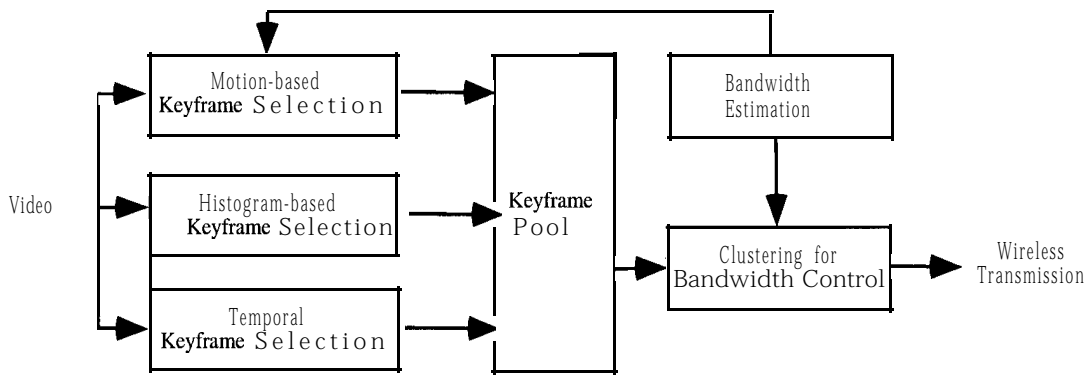 Motion-based
Keyframe Selection
Bandwidth
Estimation
Video
Histogram-based
Keyframe Selection
Keyframe
Pool
Clustering for
Bandwidth Control
Wireless
Transmission
Temporal
Keyframe Selection